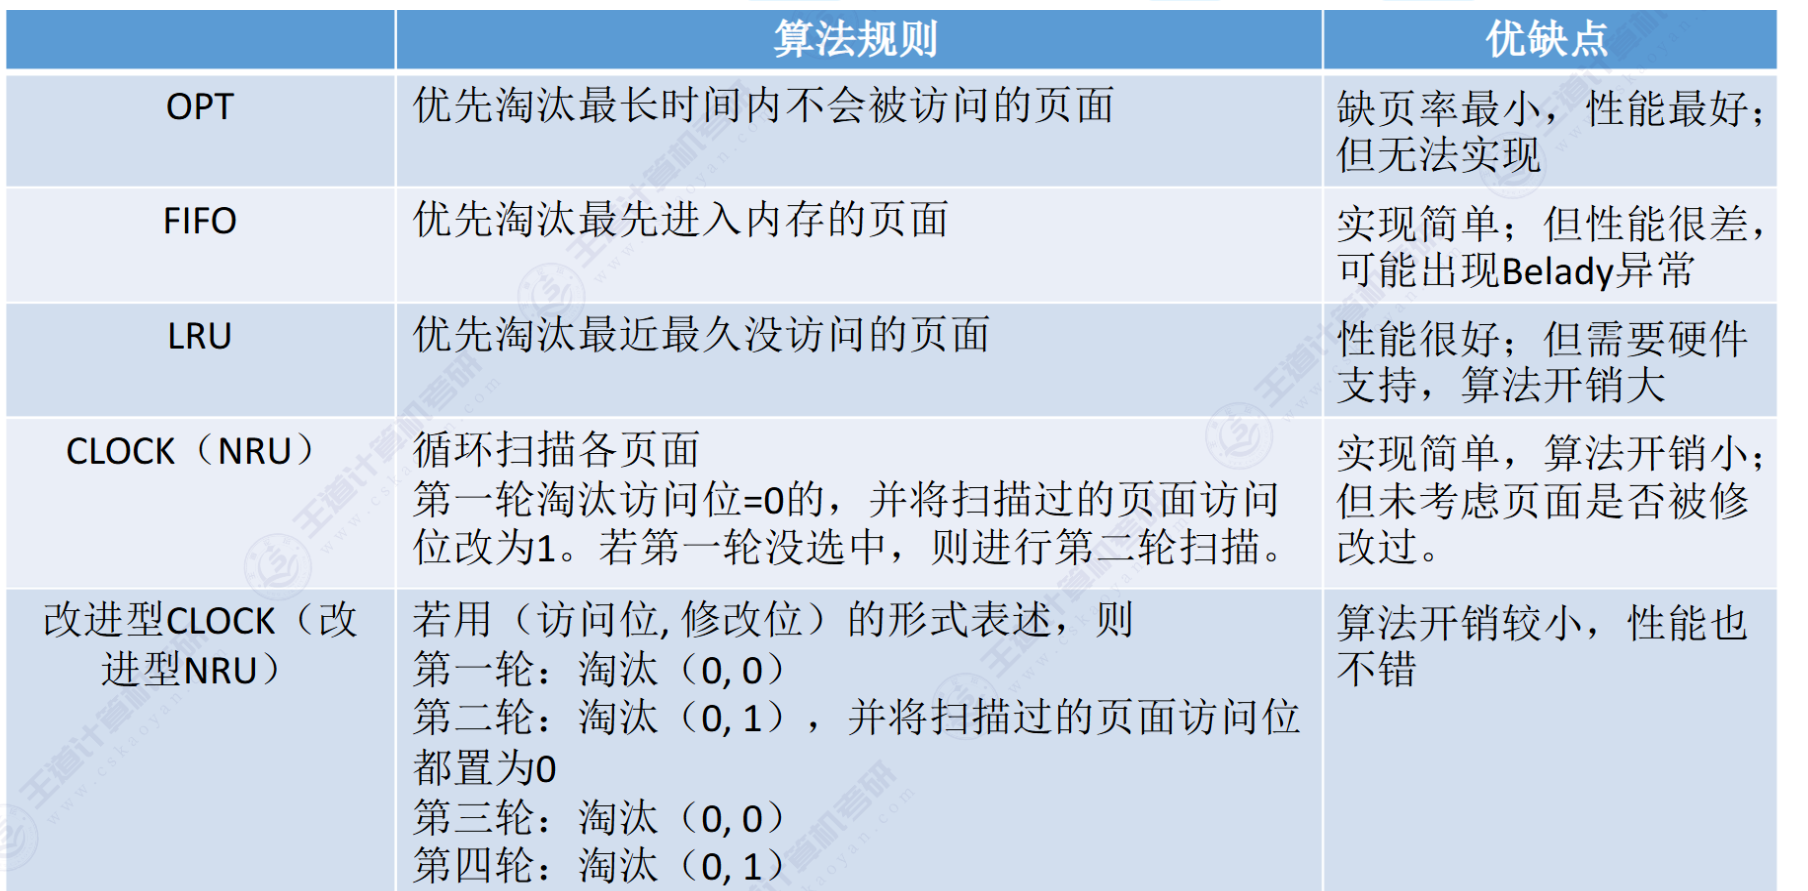 算法规则
优缺点
OPT
优先淘汰最长时间内不会被访问的页面
缺页率最小，性能最好；
但无法实现
FIFO
优先淘汰最先进入内存的页面
实现简单；但性能很差，
可能出现Belady异常
LRU
优先淘汰最近最久没访问的页面
性能很好；但需要硬件
支持，算法开销大
CLOCK（NRU）
循环扫描各页面
第一轮淘汰访问位=0的，并将扫描过的页面访问
位改为1。若第一轮没选中，则进行第二轮扫描。
实现简单，算法开销小；
但未考虑页面是否被修
改过。
改进型CLOCK（改
进型NRU）
若用（访问位, 修改位）的形式表述，则
第一轮：淘汰（0, 0）
第二轮：淘汰（0, 1），并将扫描过的页面访问位
都置为0
第三轮：淘汰（0, 0）
第四轮：淘汰（0, 1）
算法开销较小，性能也
不错
王道计算机考研
www.cskaoyan.com